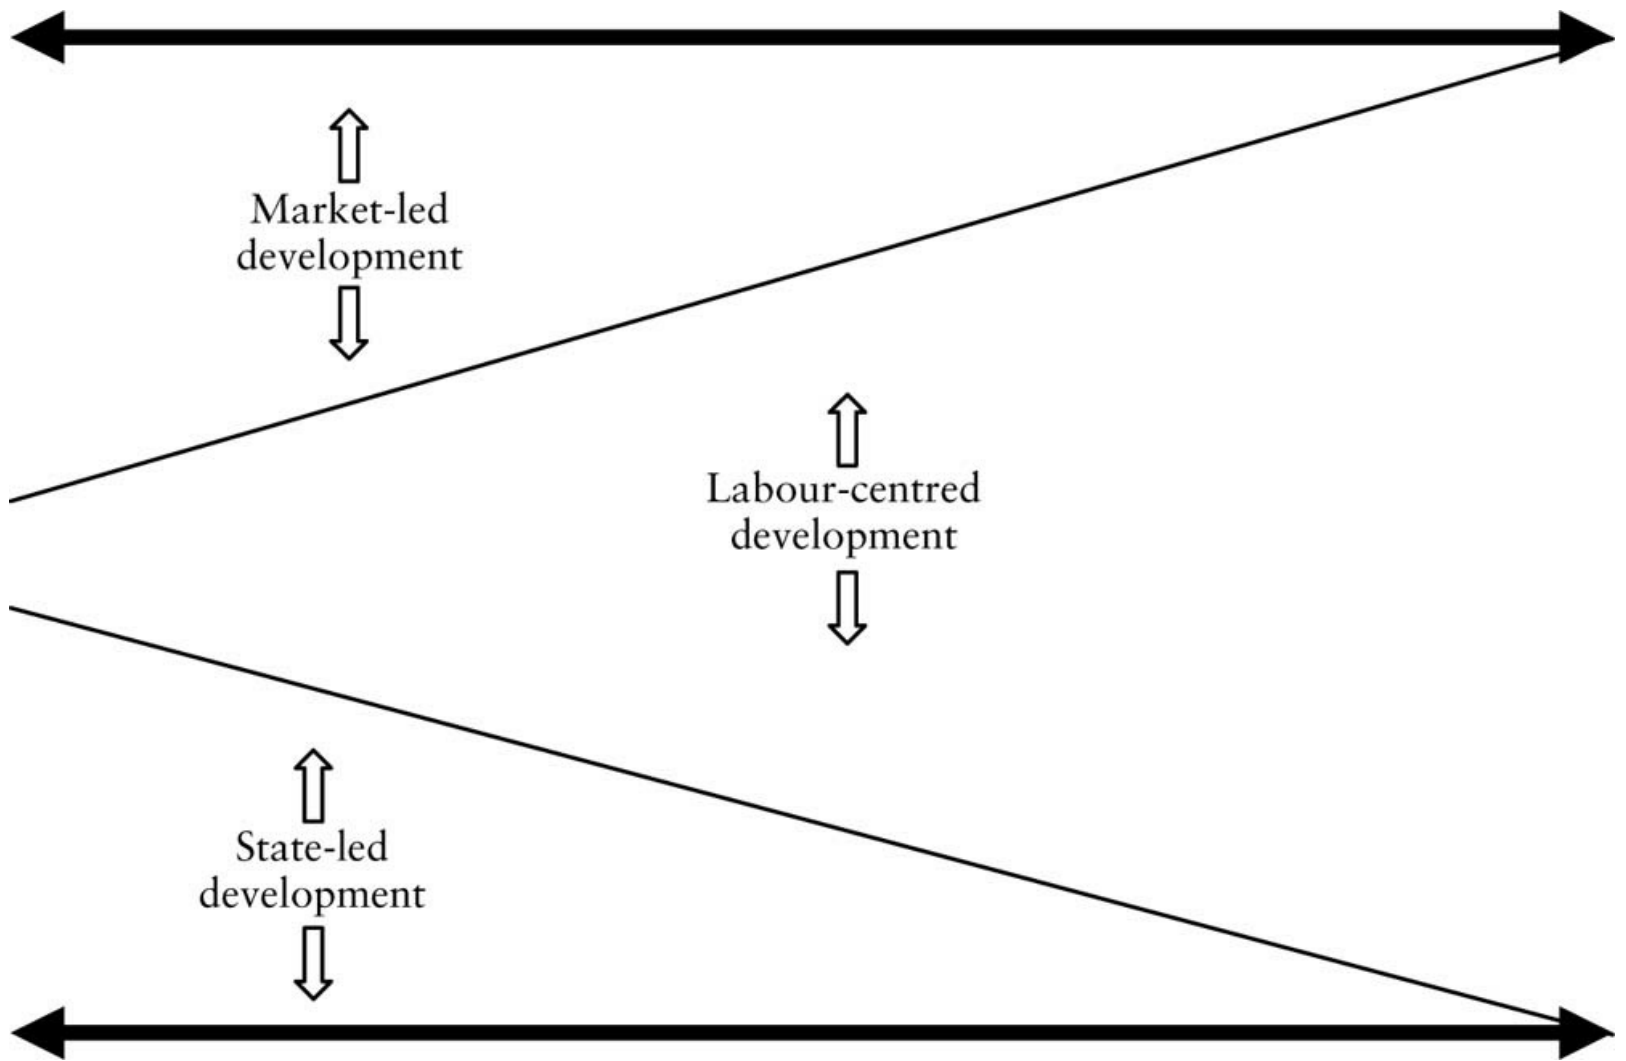 Market-led
development
Labour-centred
development
State-led
development